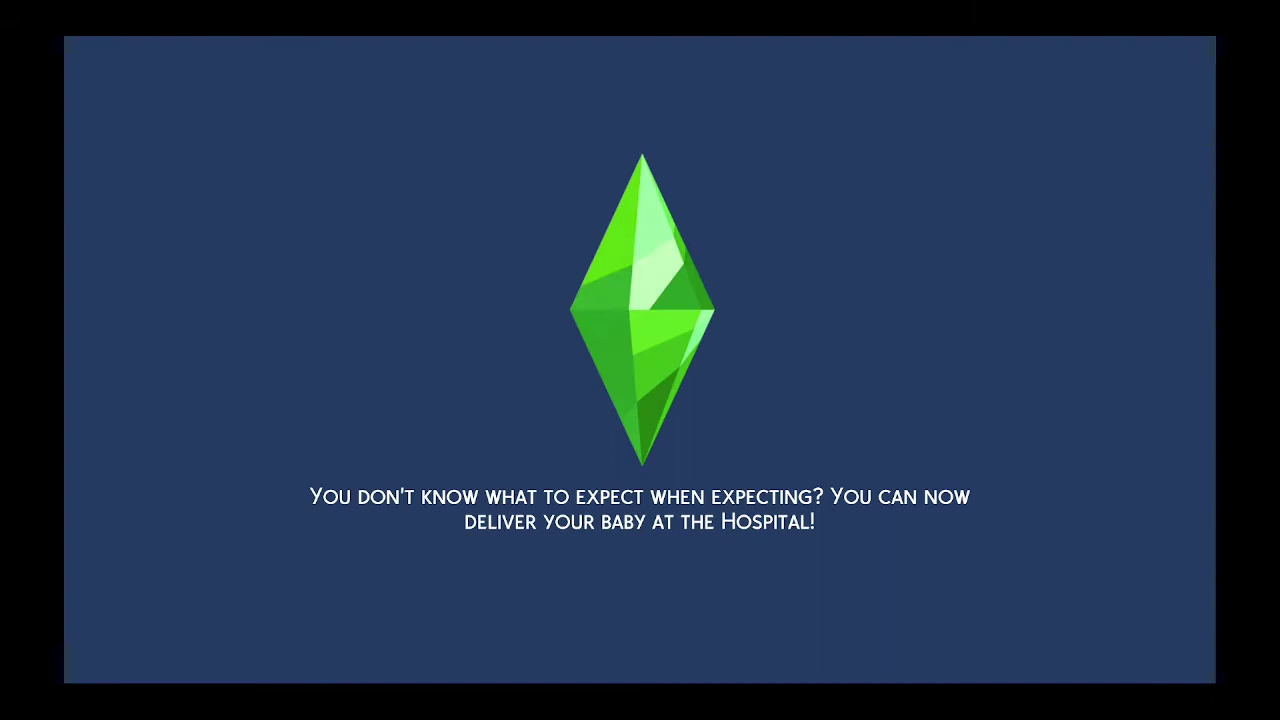 You don't know what to expect when expecting? You can now
deliver your baby at the Hospital!